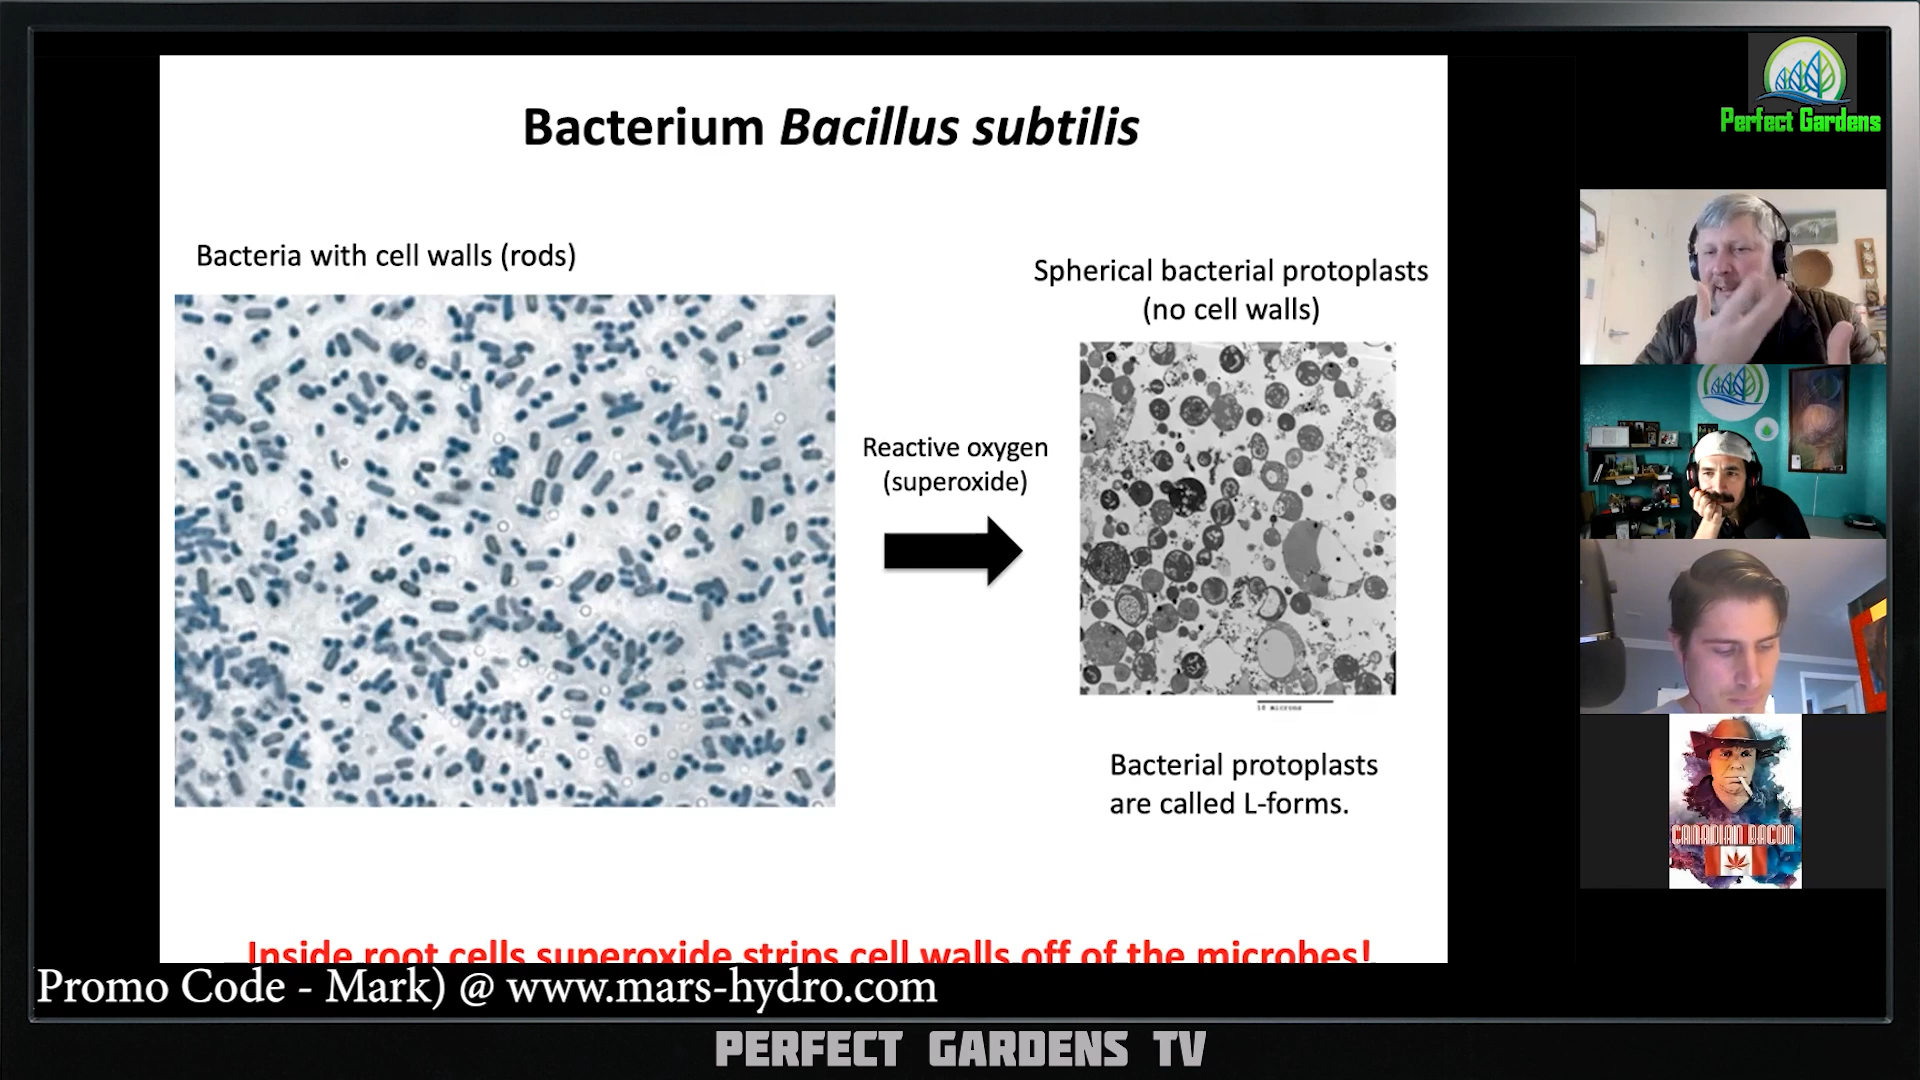 Perfect Gardens
Bacterium Bacillus subtilis
Bacteria with cell walls (rods)
Spherical bacterial protoplasts
(no cell walls)
Reactive oxygen
(superoxide)
10 microns
Bacterial protoplasts
are called L-forms.
Inside root cells superoxide strips cell walls off of the microbes!
CANADIAN BACON
Promo Code - Mark) @ www.mars-hydro.com
PERFECT GARDENS TV